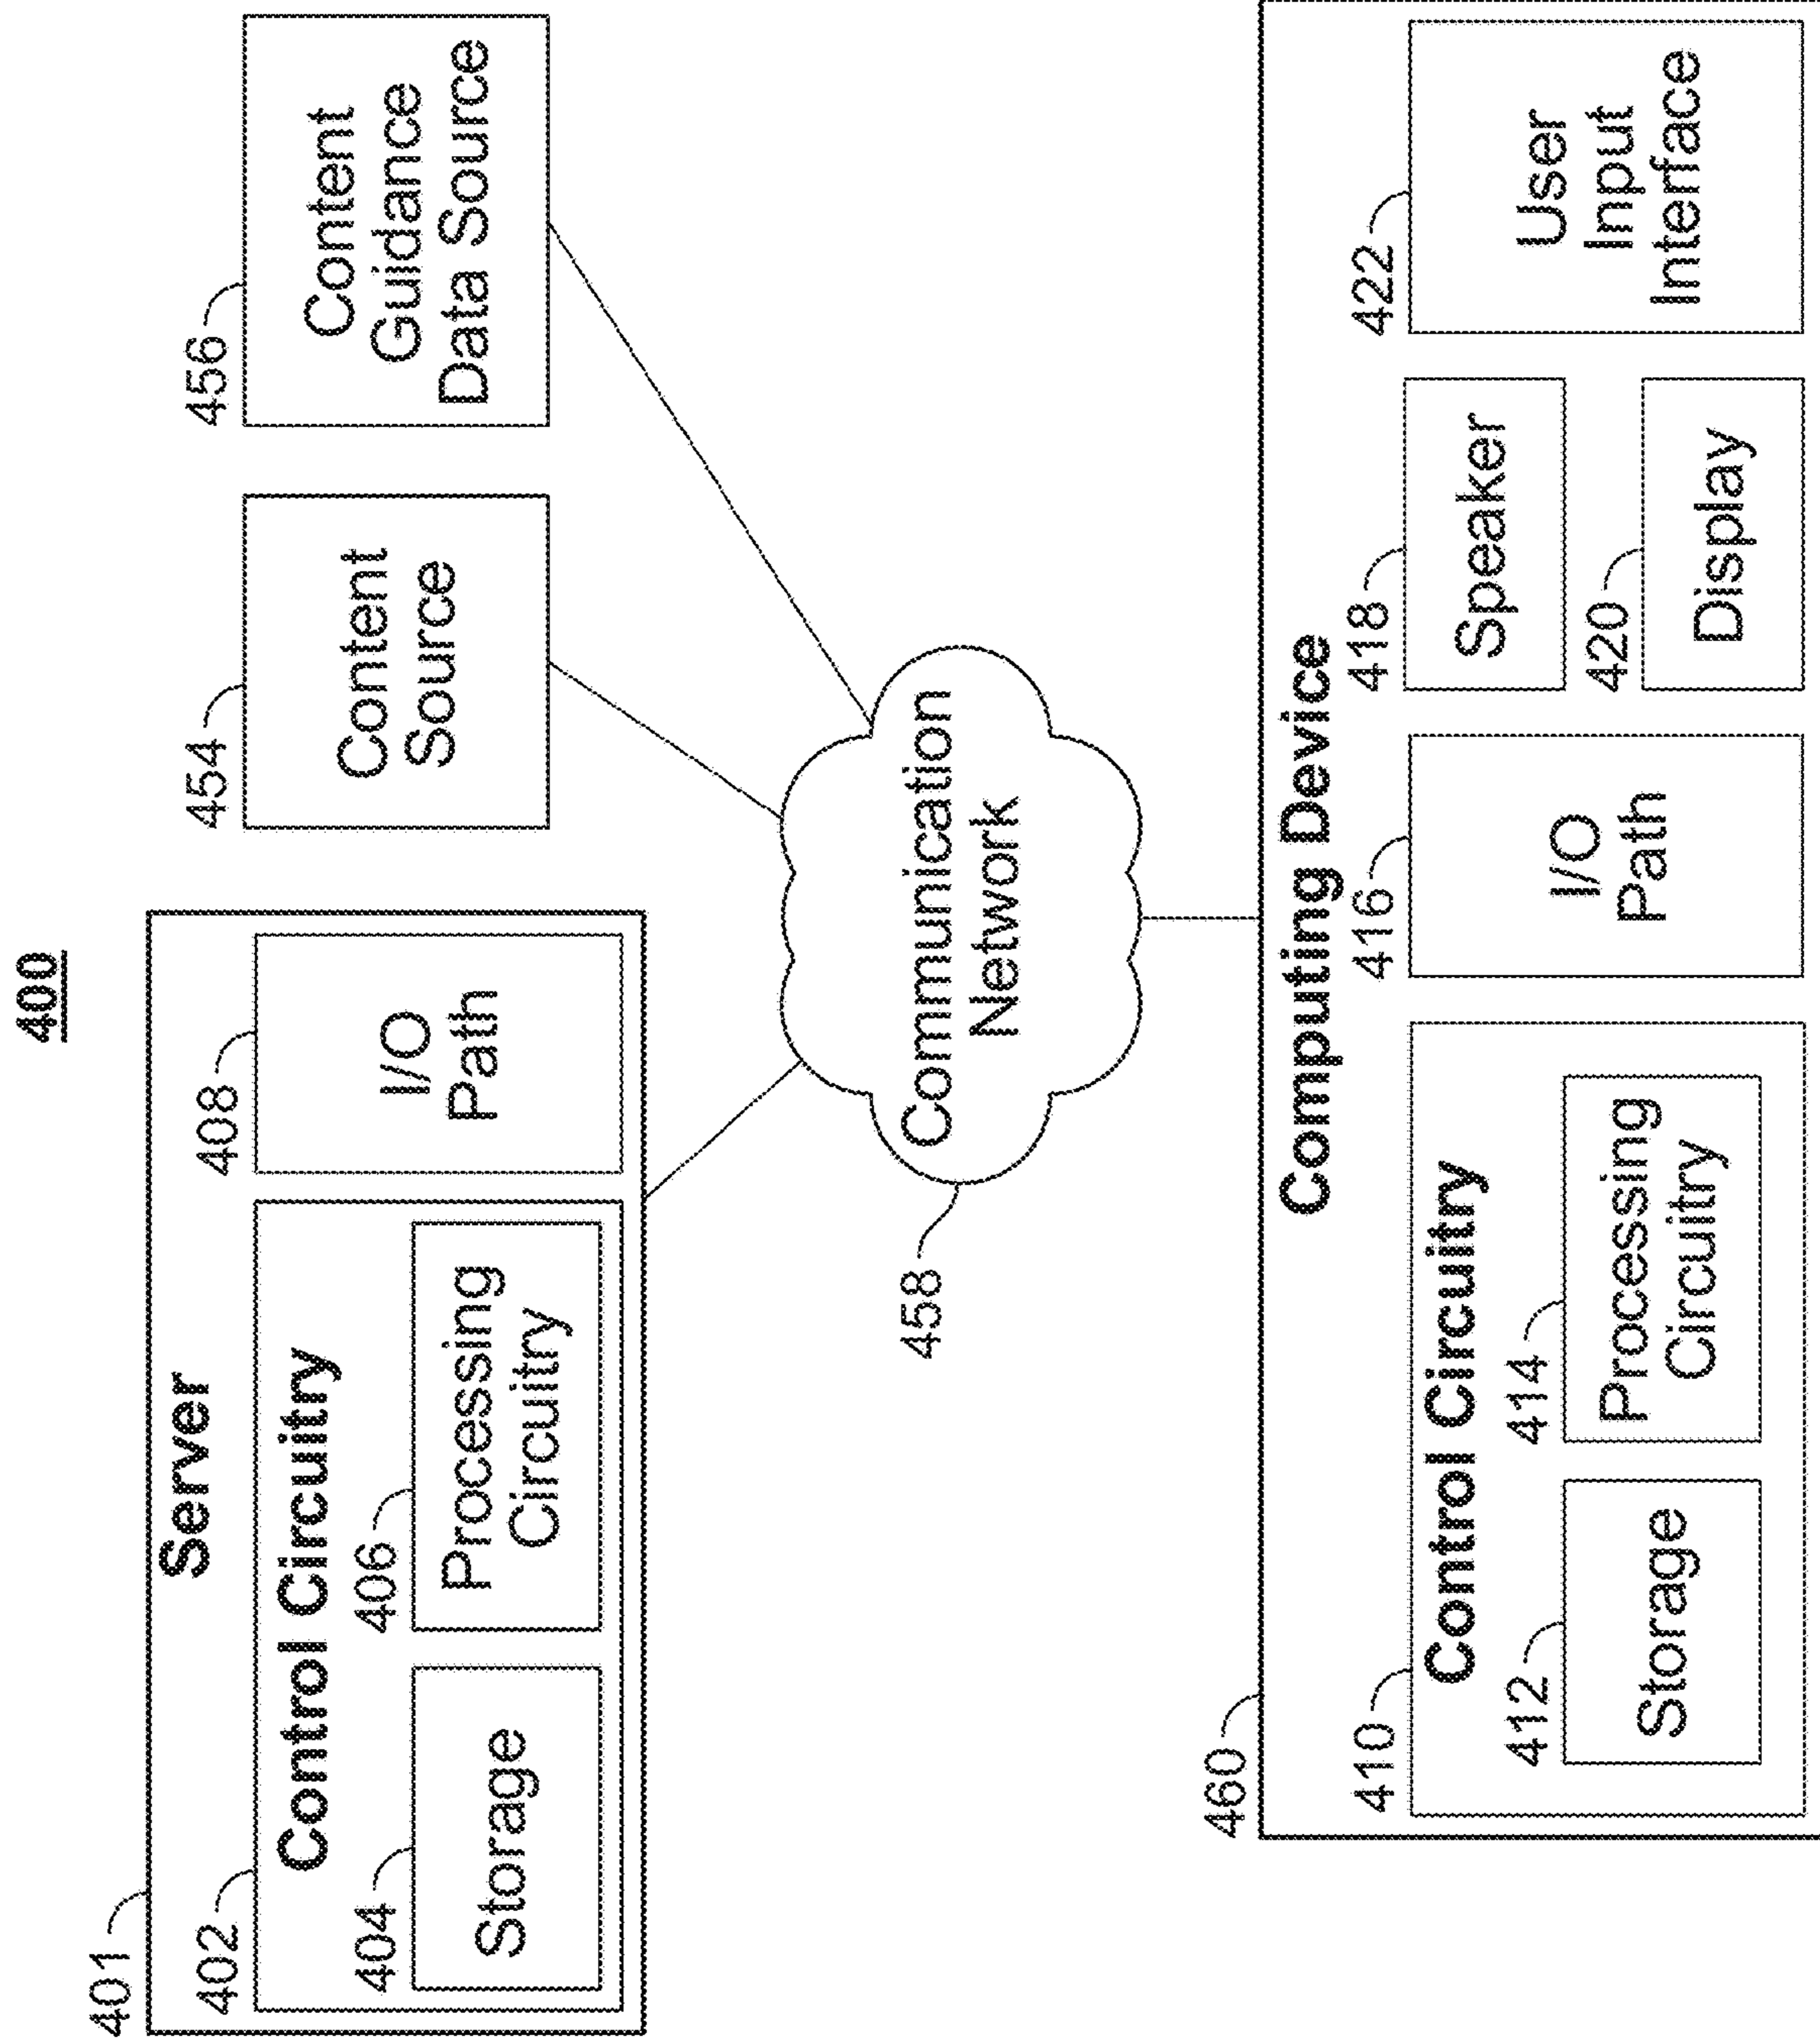 400
401
Server
402
Control Circuitry
404
Storage
406
Processing
Circuitry
408
I/O
Path
454
Content
Source
456
Content
Guidance
Data Source
458
Communication
Network
460
Computing Device
410
Control Circuitry
412
Storage
414
Processing
Circuitry
416
I/O
Path
418
Speaker
420
Display
422
User
Input
Interface